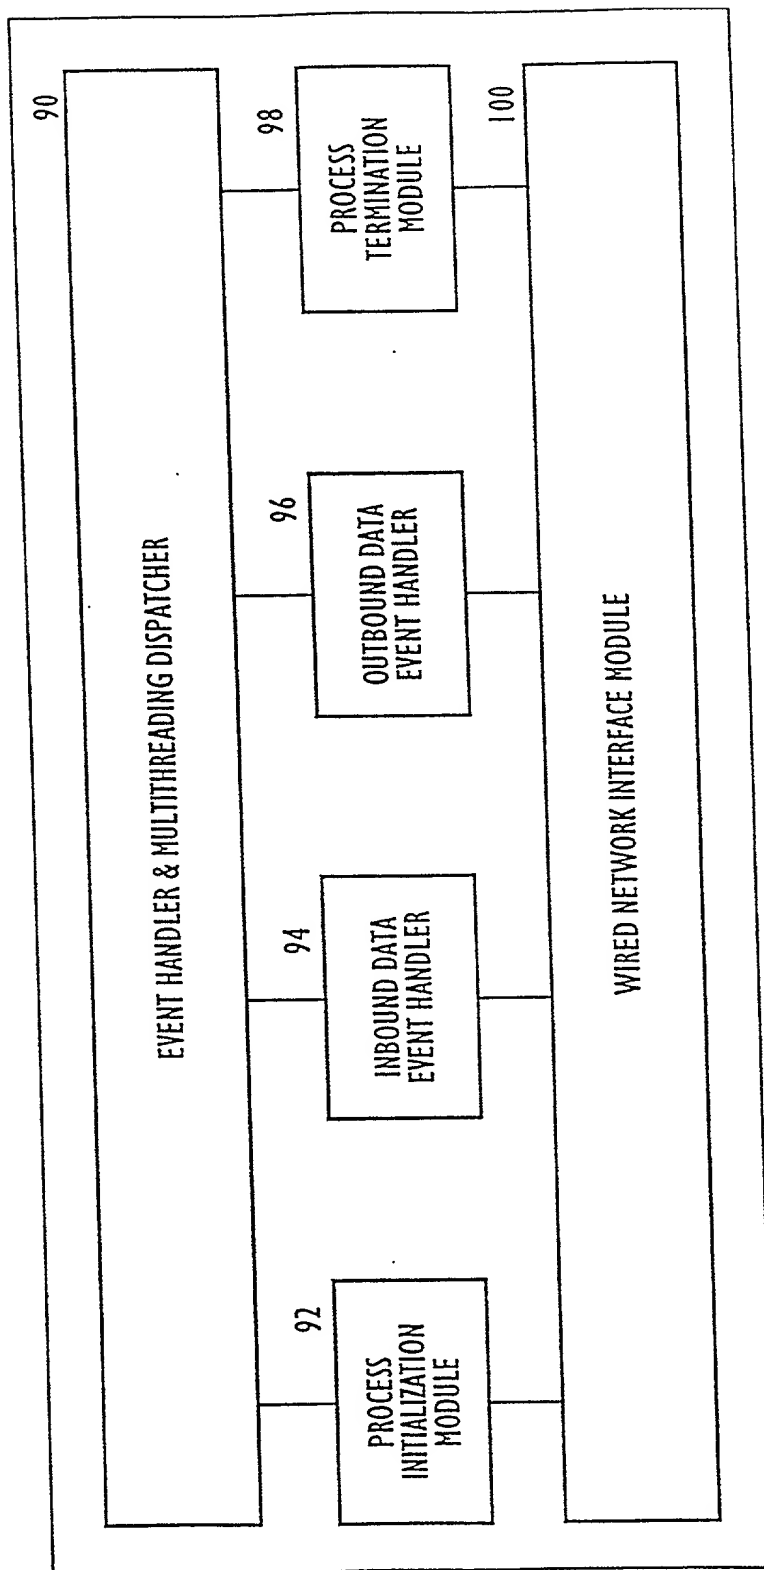 90
EVENT HANDLER & MULTITHREADING DISPATCHER
92
PROCESS
INITIALIZATION
MODULE
94
INBOUND DATA
EVENT HANDLER
96
OUTBOUND DATA
EVENT HANDLER
98
PROCESS
TERMINATION
MODULE
100
WIRED NETWORK INTERFACE MODULE